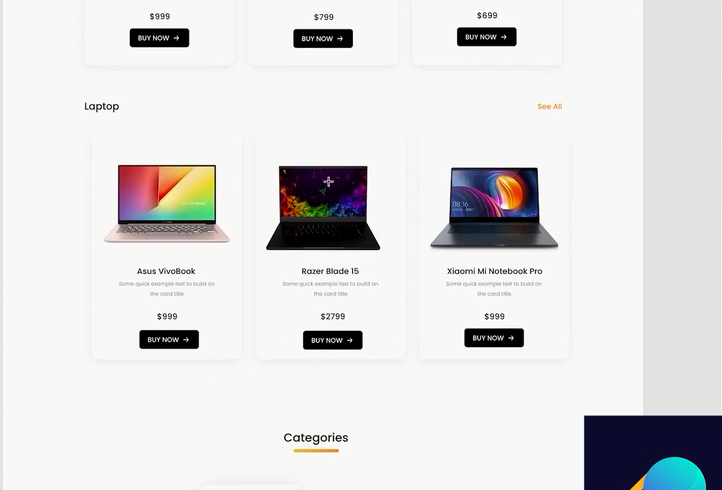 $999
$799
$699
BUY NOW →
BUY NOW →
BUY NOW →
Laptop
See All
08:16
Asus VivoBook
Razer Blade 15
Xiaomi Mi Notebook Pro
Some quick example text to build on
the card title.
Some quick example text to build on
the card title.
Some quick example text to build on
the card title.
$999
$2799
$999
BUY NOW →
BUY NOW →
BUY NOW →
Categories